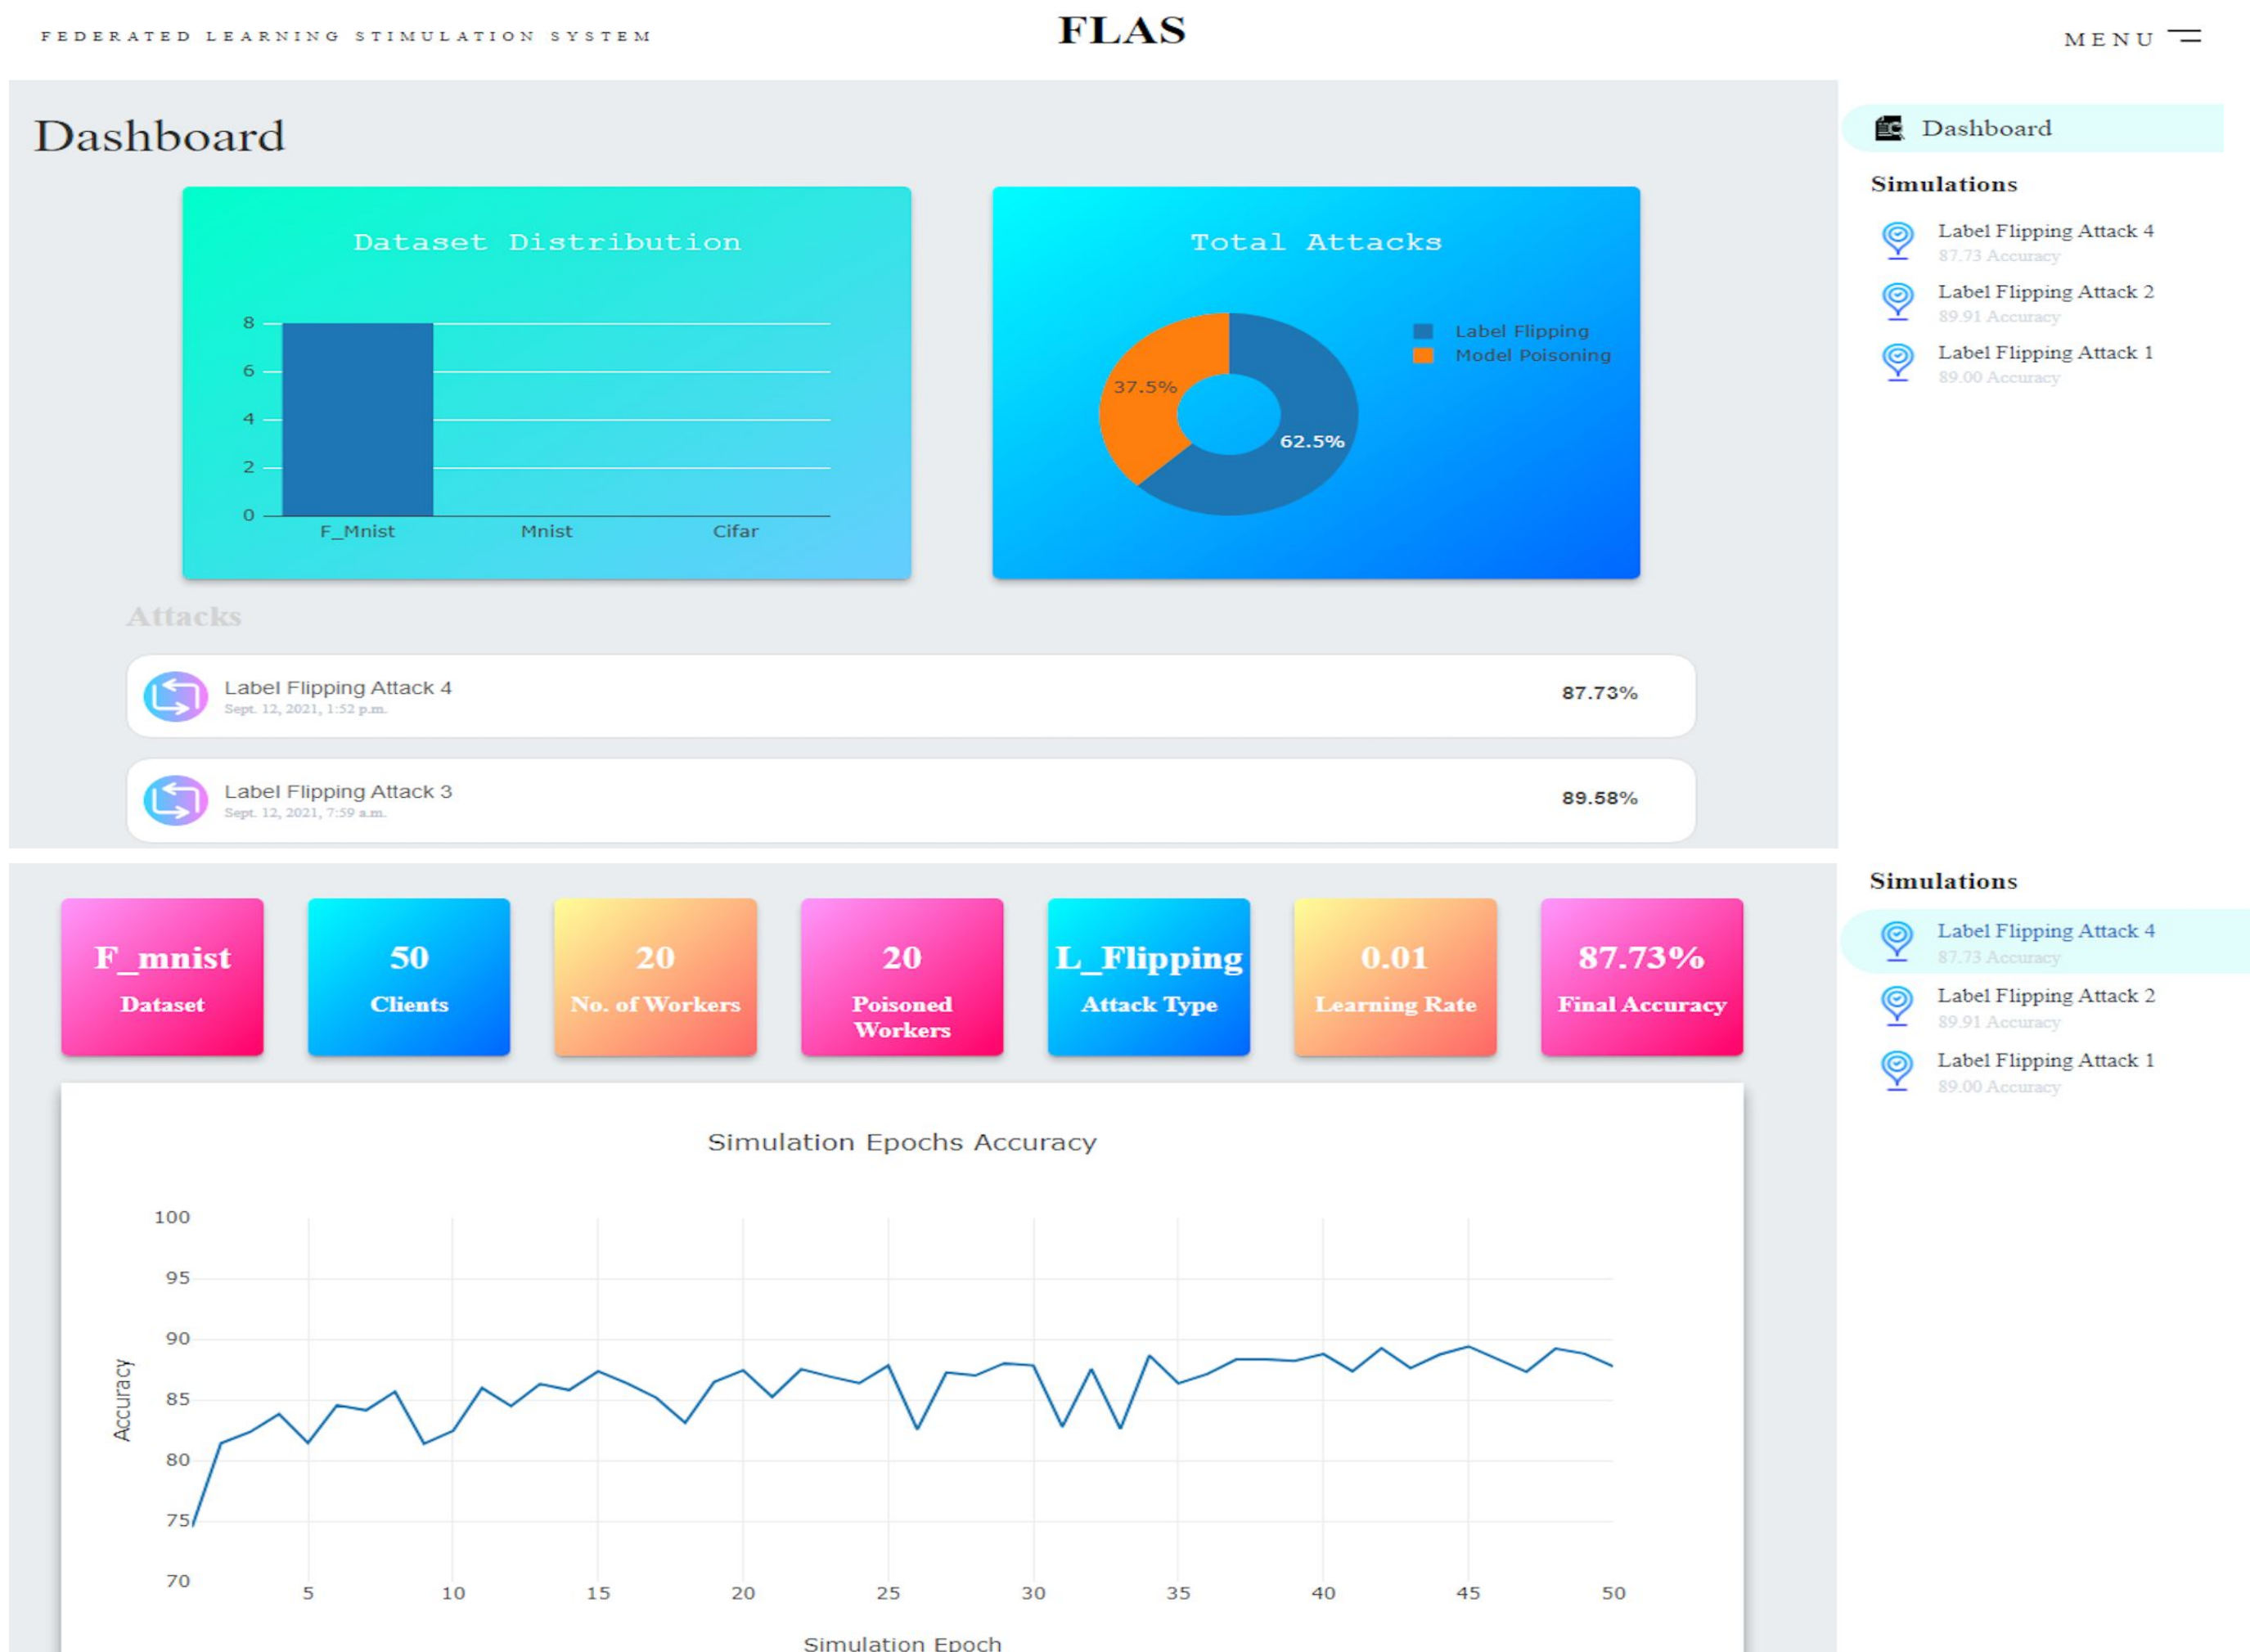 FEDERATED LEARNING STIMULATION SYSTEM
FLAS
MENU
Dashboard
Dataset Distribution
8
6
4
2
0
F_Mnist Mnist Cifar
Total Attacks
Label Flipping
Model Poisoning
37.5%
62.5%
Attacks
Label Flipping Attack 4
Sept. 12, 2021, 1:52 p.m.
87.73%
Label Flipping Attack 3
Sept. 12, 2021, 7:59 a.m.
89.58%
Dashboard
Simulations
Label Flipping Attack 4
87.73 Accuracy
Label Flipping Attack 2
89.91 Accuracy
Label Flipping Attack 1
89.00 Accuracy
F_mnist
Dataset
50
Clients
20
No. of Workers
20
Poisoned
Workers
L_Flipping
Attack Type
0.01
Learning Rate
87.73%
Final Accuracy
Simulation Epochs Accuracy
Accuracy
100
95
90
85
80
75
70
5 10 15 20 25 30 35 40 45 50
Simulation Epoch
Simulations
Label Flipping Attack 4
87.73 Accuracy
Label Flipping Attack 2
89.91 Accuracy
Label Flipping Attack 1
89.00 Accuracy